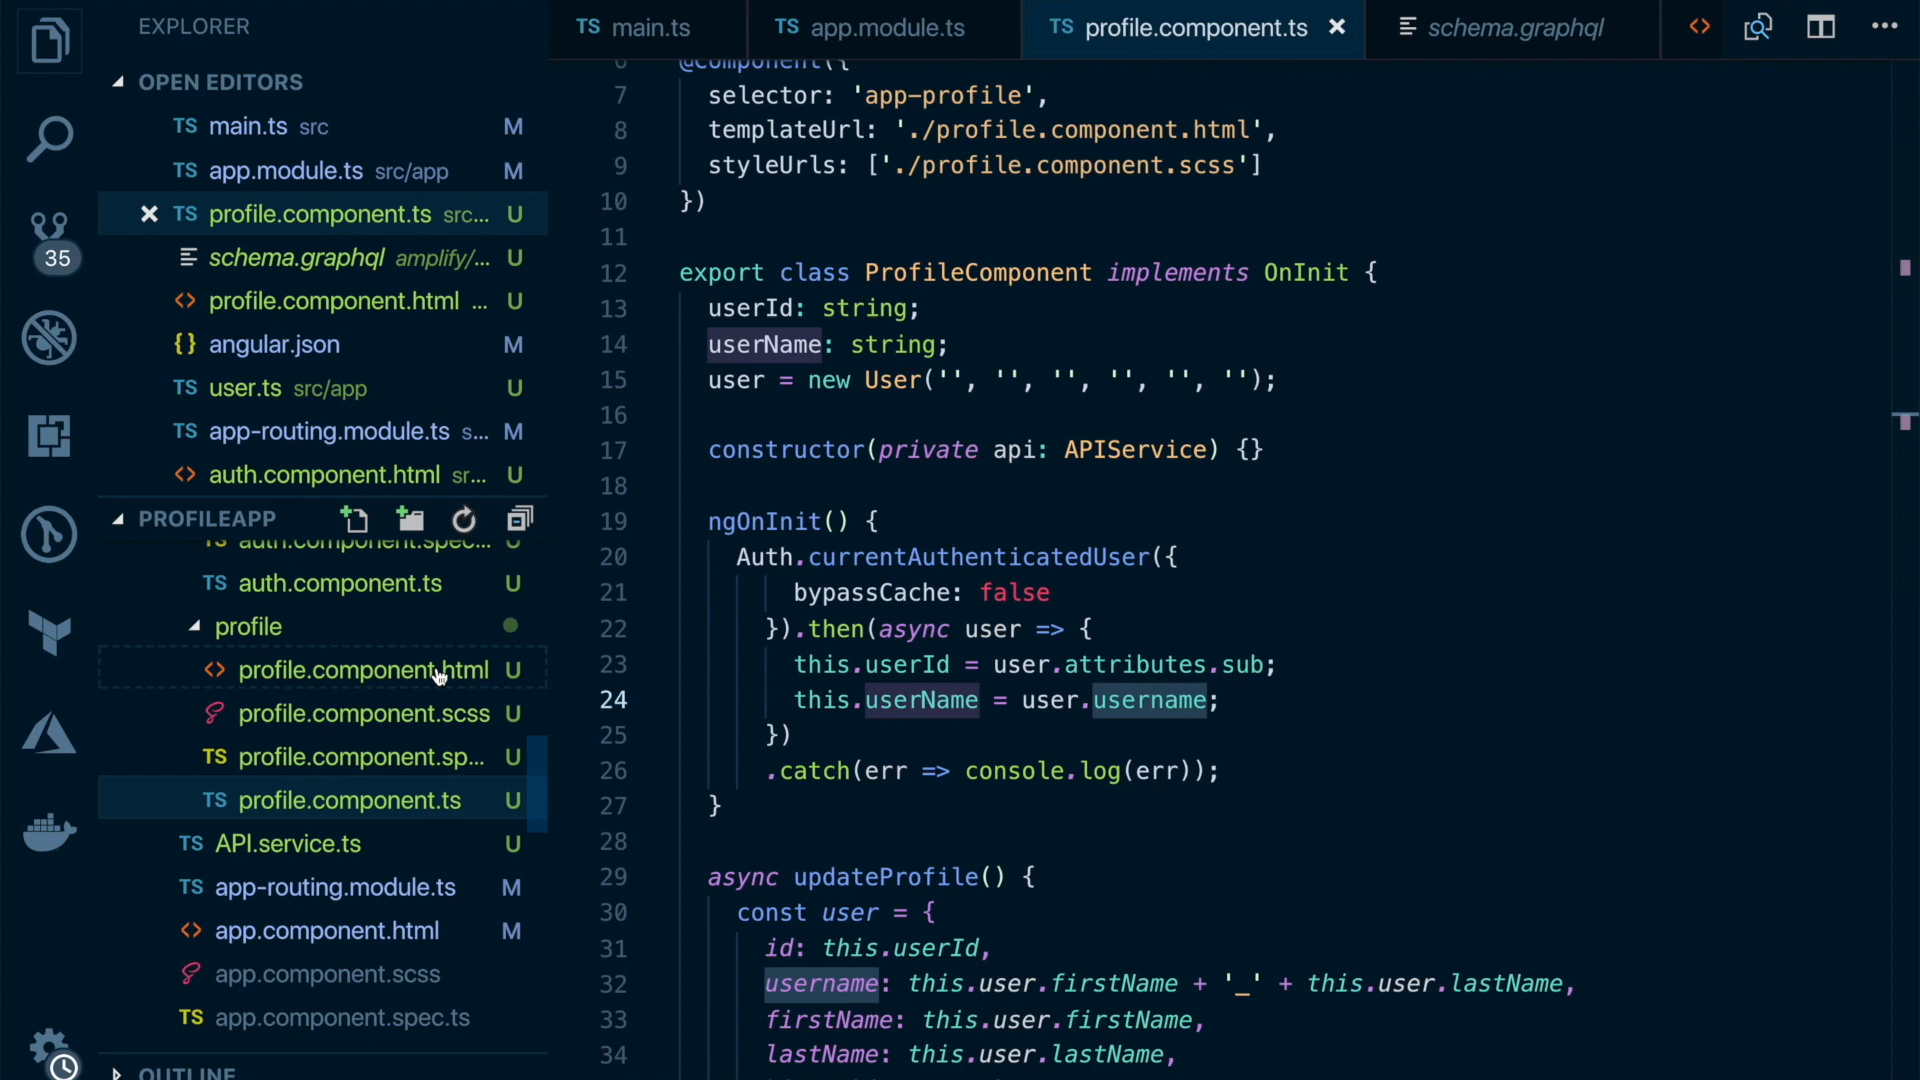 EXPLORER
OPEN EDITORS
TS main.ts src M
TS app.module.ts src/app M
TS profile.component.ts src... U
schema.graphql amplify/... U
<> profile.component.html ... U
{} angular.json M
TS user.ts src/app U
TS app-routing.module.ts s... M
<> auth.component.html sr... U
35
PROFILEAPP
TS auth.component.spec... U
TS auth.component.ts U
profile
<> profile.component.html U
profile.component.scss U
TS profile.component.sp... U
TS profile.component.ts U
TS API.service.ts U
TS app-routing.module.ts M
<> app.component.html M
app.component.scss
TS app.component.spec.ts
OUTLINE
TS main.ts
TS app.module.ts
TS profile.component.ts
schema.graphql
6 @Component({
7 selector: 'app-profile',
8 templateUrl: './profile.component.html',
9 styleUrls: ['./profile.component.scss']
10 })
11
12 export class ProfileComponent implements OnInit {
13 userId: string;
14 userName: string;
15 user = new User('', '', '', '', '', '');
16
17 constructor(private api: APIService) {}
18
19 ngOnInit() {
20 Auth.currentAuthenticatedUser({
21 bypassCache: false
22 }).then(async user => {
23 this.userId = user.attributes.sub;
24 this.userName = user.username;
25 })
26 .catch(err => console.log(err));
27 }
28
29 async updateProfile() {
30 const user = {
31 id: this.userId,
32 username: this.user.firstName + '_' + this.user.lastName,
33 firstName: this.user.firstName,
34 lastName: this.user.lastName,